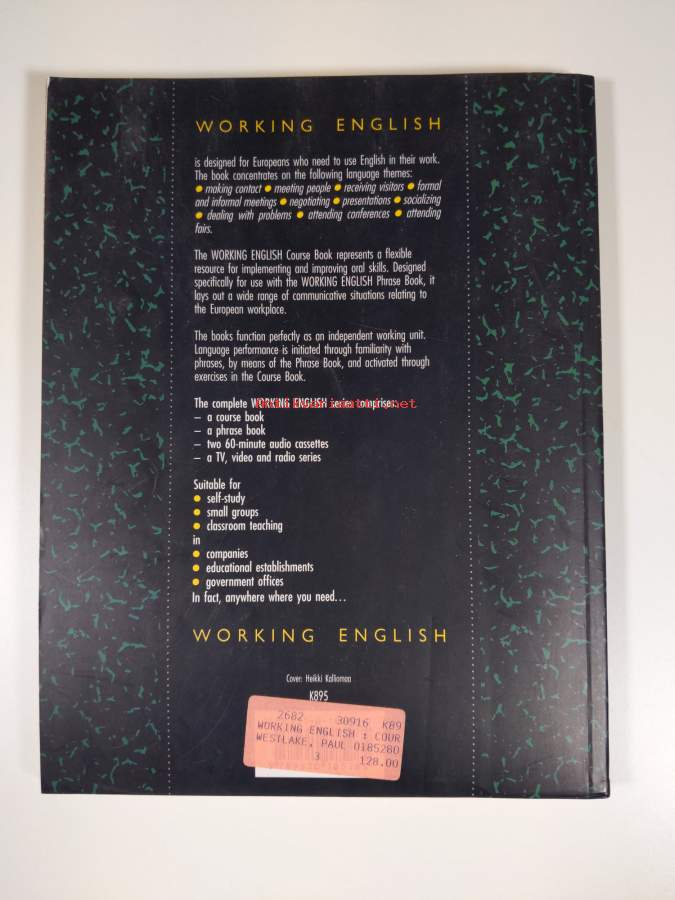 WORKING ENGLISH
is designed for Europeans who need to use English in their work.
The book concentrates on the following language themes:
● making contact ● meeting people ● receiving visitors ● formal
and informal meetings ● negotiating ● presentations ● socializing
● dealing with problems ● attending conferences ● attending
fairs.
The WORKING ENGLISH Course Book represents a flexible
resource for implementing and improving oral skills. Designed
specifically for use with the WORKING ENGLISH Phrase Book, it
lays out a wide range of communicative situations relating to
the European workplace.
The books function perfectly as an independent working unit.
Language performance is initiated through familiarity with
phrases, by means of the Phrase Book, and activated through
exercises in the Course Book.
The complete WORKING ENGLISH series comprises:
– a course book
– a phrase book
– two 60-minute audio cassettes
– a TV, video and radio series
Suitable for
● self-study
● small groups
● classroom teaching
in
● companies
● educational establishments
● government offices
In fact, anywhere where you need...
WORKING ENGLISH
Cover: Heikki Kalliomaa
K895
2682 30916 K89
WORKING ENGLISH : COUR
WESTLAKE, PAUL 0185280
3 128.00